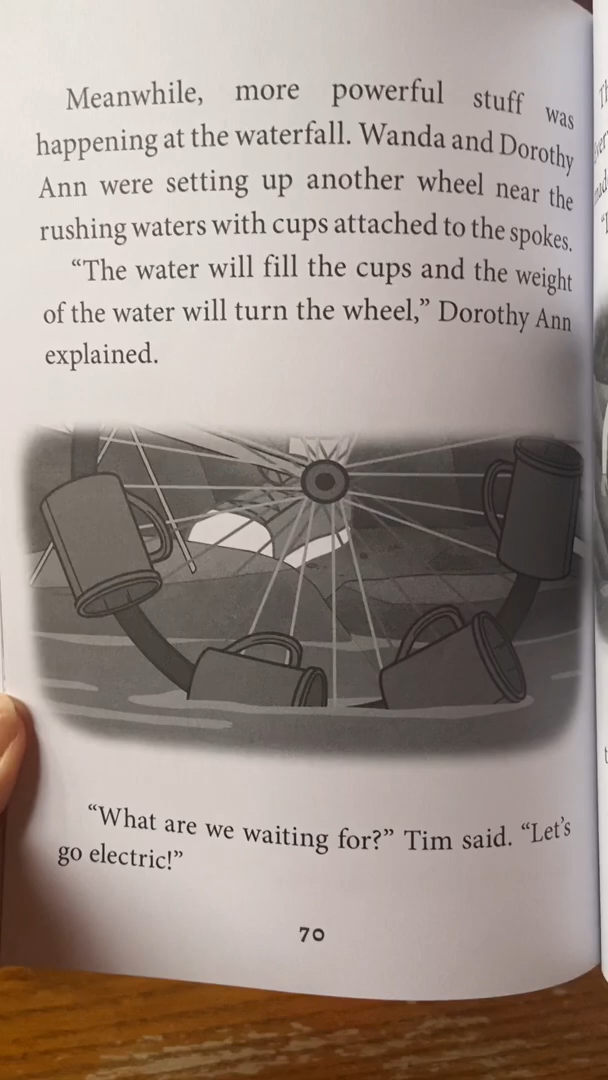 Meanwhile, more powerful stuff was
happening at the waterfall. Wanda and Dorothy
Ann were setting up another wheel near the
rushing waters with cups attached to the spokes.
“The water will fill the cups and the weight
of the water will turn the wheel,” Dorothy Ann
explained.
“What are we waiting for?” Tim said. “Let’s
go electric!”
70